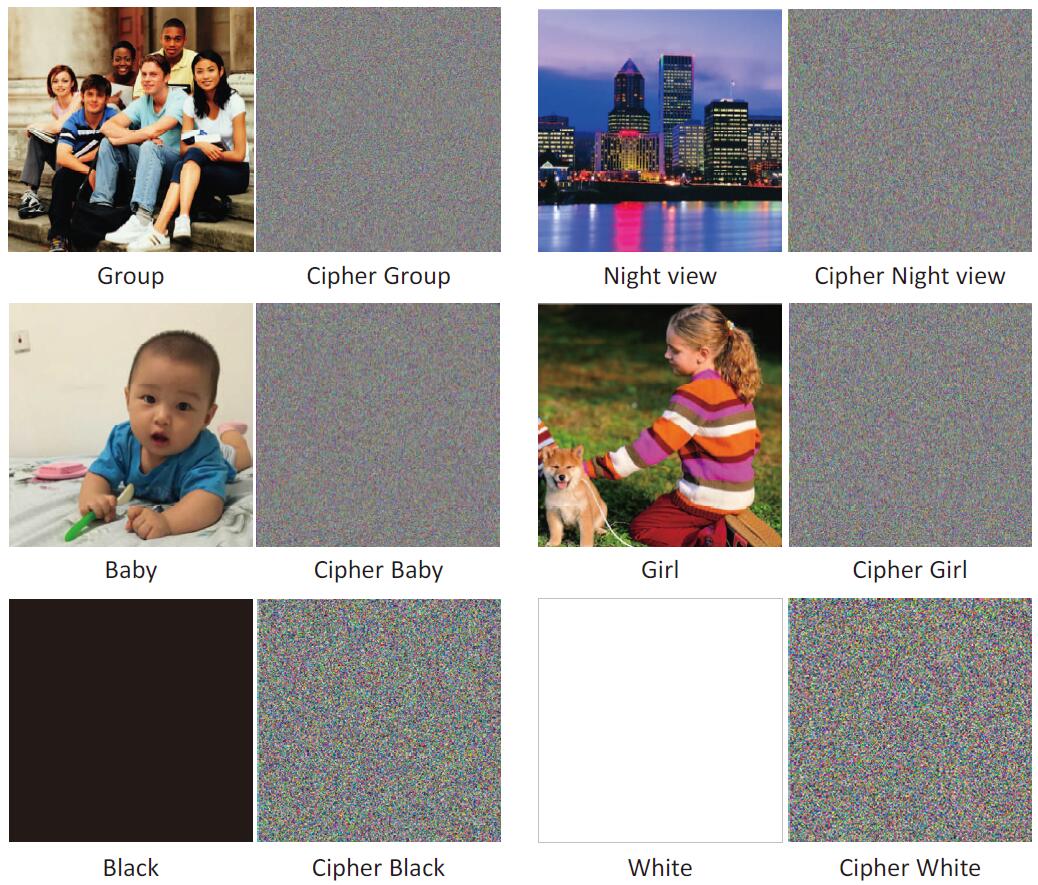 Group
Cipher Group
Night view
Cipher Night view
Baby
Cipher Baby
Girl
Cipher Girl
Black
Cipher Black
White
Cipher White